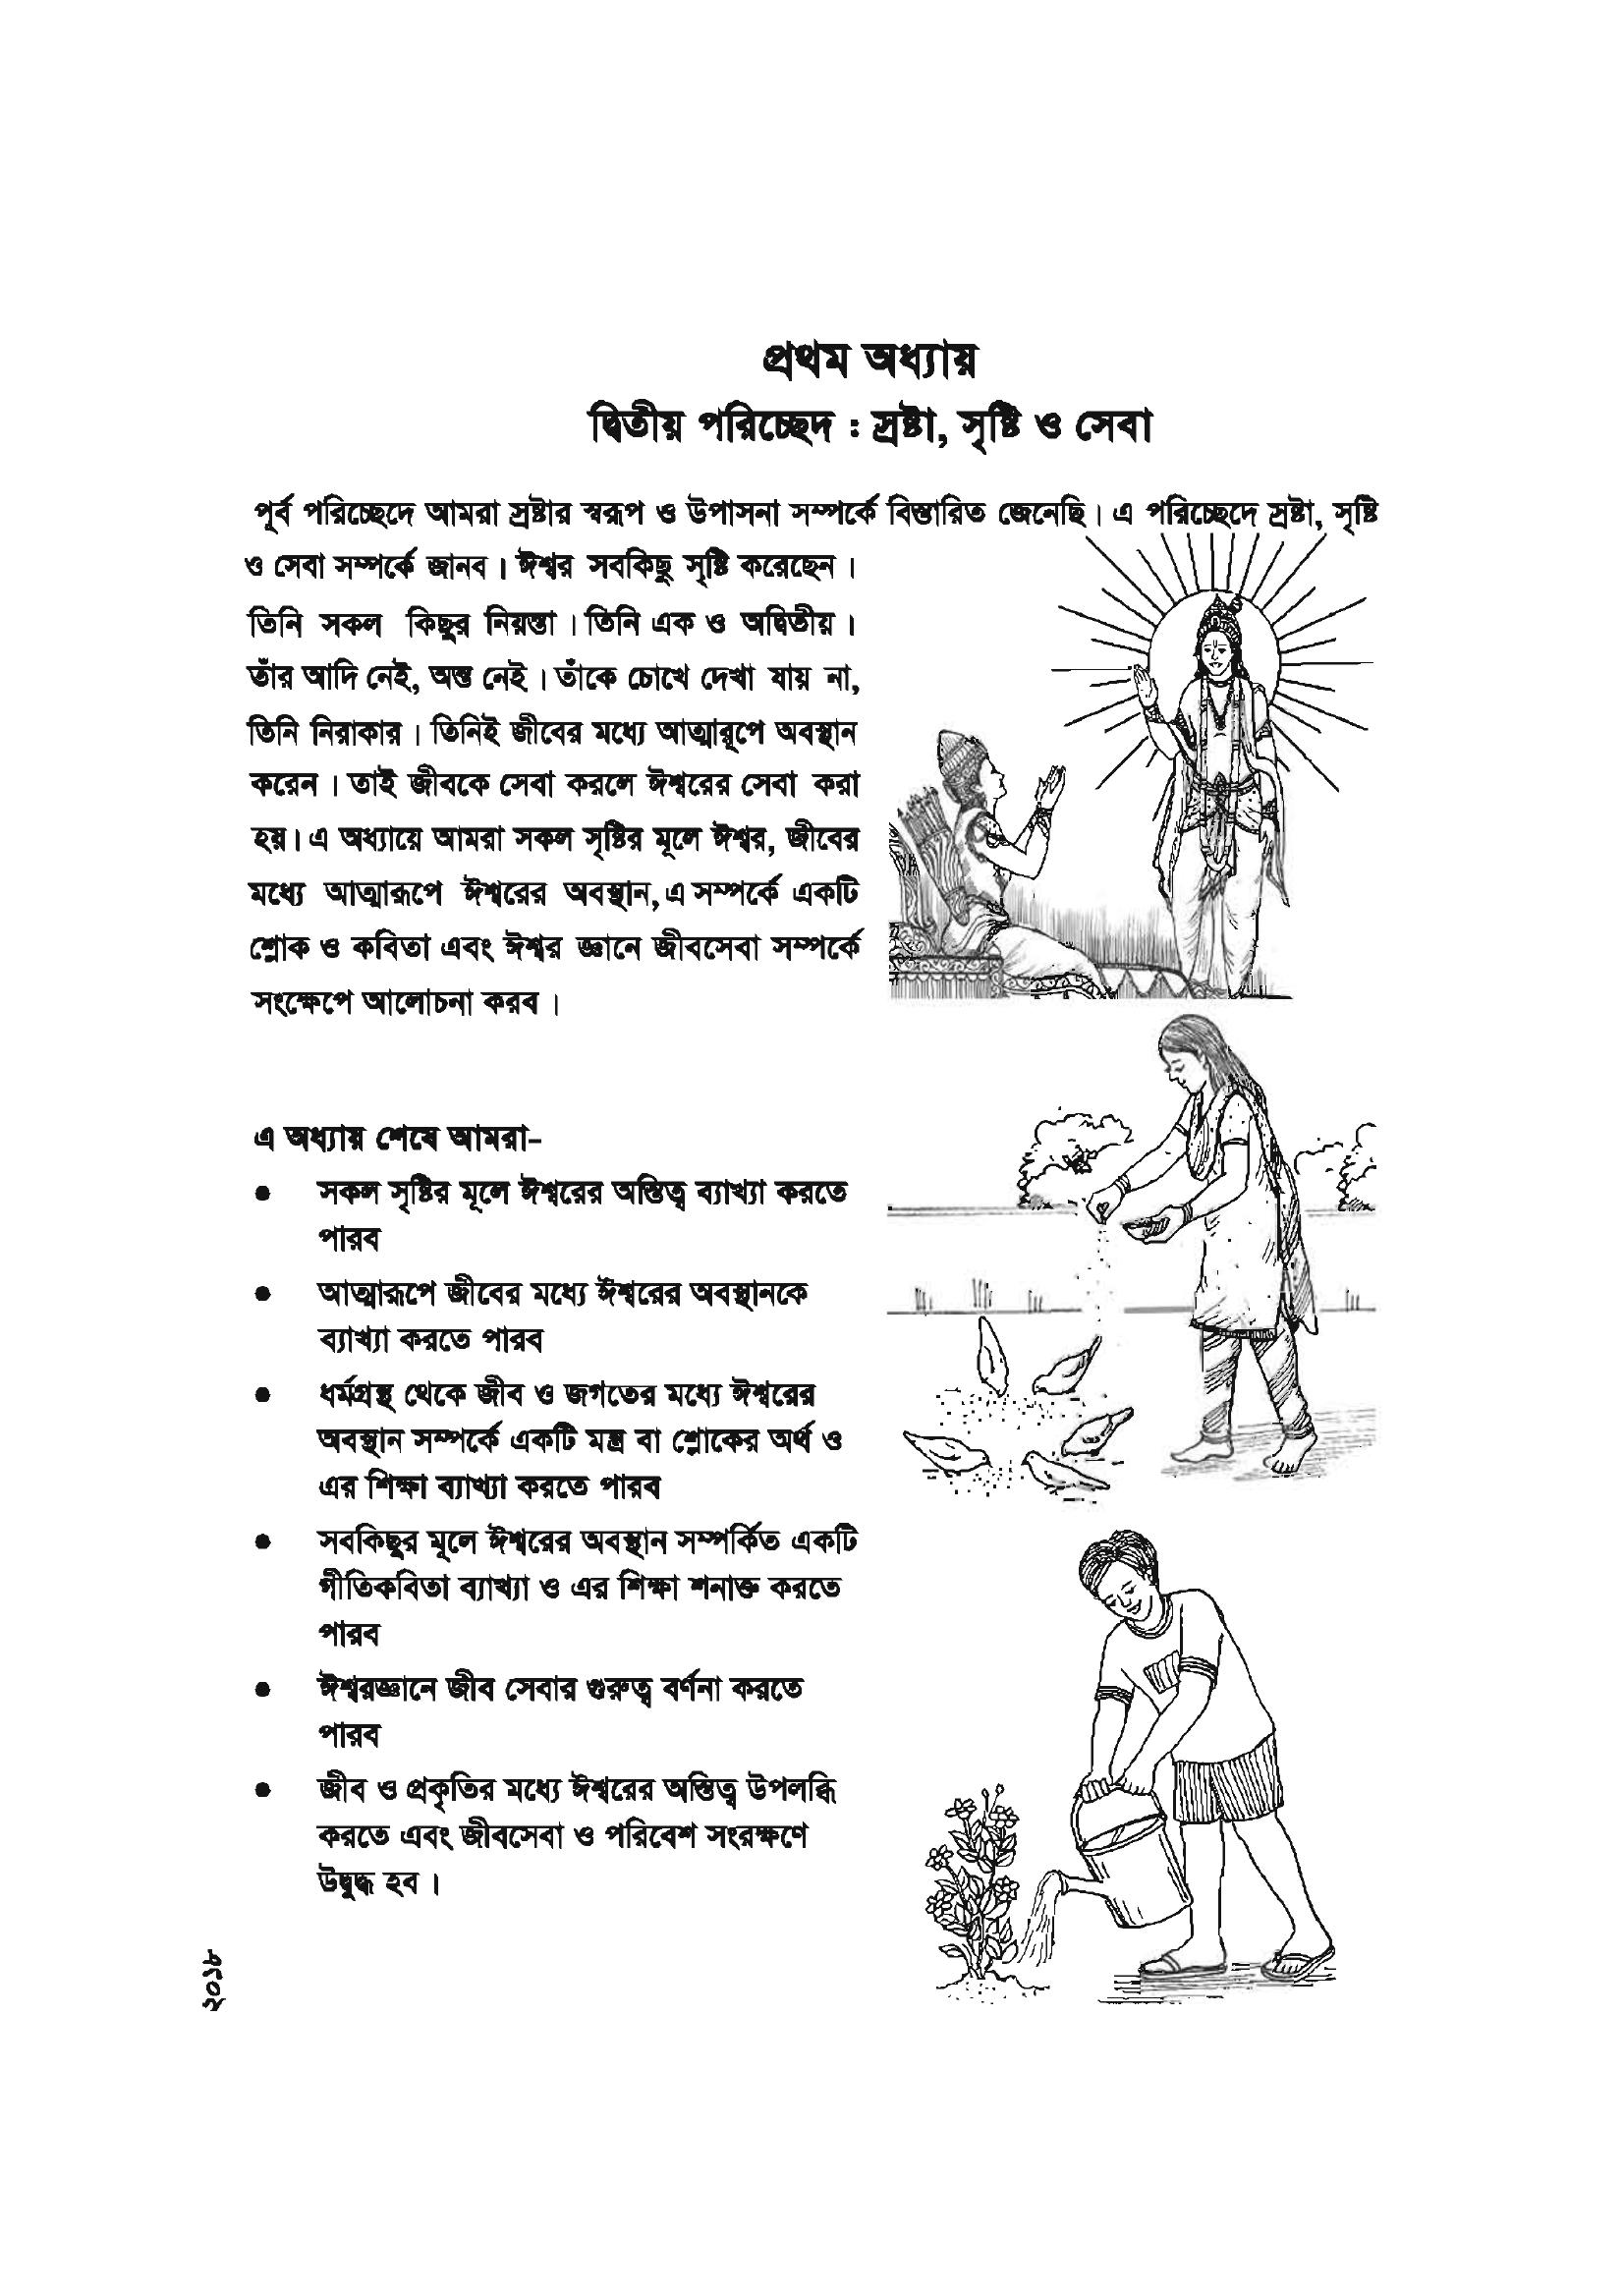 প্রথম অধ্যায়
দ্বিতীয় পরিচ্ছেদ : স্রষ্টা, সৃষ্টি ও সেবা
পূর্ব পরিচ্ছেদে আমরা স্রষ্টার স্বরূপ ও উপাসনা সম্পর্কে বিস্তারিত জেনেছি। এ পরিচ্ছেদে স্রষ্টা, সৃষ্টি
ও সেবা সম্পর্কে জানব। ঈশ্বর সবকিছু সৃষ্টি করেছেন।
তিনি সকল কিছুর নিয়ন্তা। তিনি এক ও অদ্বিতীয়।
তাঁর আদি নেই, অন্ত নেই। তাঁকে চোখে দেখা যায় না,
তিনি নিরাকার। তিনিই জীবের মধ্যে আত্মারূপে অবস্থান
করেন। তাই জীবকে সেবা করলে ঈশ্বরের সেবা করা
হয়। এ অধ্যায়ে আমরা সকল সৃষ্টির মূলে ঈশ্বর, জীবের
মধ্যে আত্মারূপে ঈশ্বরের অবস্থান, এ সম্পর্কে একটি
শ্লোক ও কবিতা এবং ঈশ্বর জ্ঞানে জীবসেবা সম্পর্কে
সংক্ষেপে আলোচনা করব।
এ অধ্যায় শেষে আমরা-
● সকল সৃষ্টির মূলে ঈশ্বরের অস্তিত্ব ব্যাখ্যা করতে
পারব
● আত্মারূপে জীবের মধ্যে ঈশ্বরের অবস্থানকে
ব্যাখ্যা করতে পারব
● ধর্মগ্রন্থ থেকে জীব ও জগতের মধ্যে ঈশ্বরের
অবস্থান সম্পর্কে একটি মন্ত্র বা শ্লোকের অর্থ ও
এর শিক্ষা ব্যাখ্যা করতে পারব
● সবকিছুর মূলে ঈশ্বরের অবস্থান সম্পর্কিত একটি
গীতিকবিতা ব্যাখ্যা ও এর শিক্ষা শনাক্ত করতে
পারব
● ঈশ্বরজ্ঞানে জীব সেবার গুরুত্ব বর্ণনা করতে
পারব
● জীব ও প্রকৃতির মধ্যে ঈশ্বরের অস্তিত্ব উপলব্ধি
করতে এবং জীবসেবা ও পরিবেশ সংরক্ষণে
উদ্বুদ্ধ হব।
২০১৮